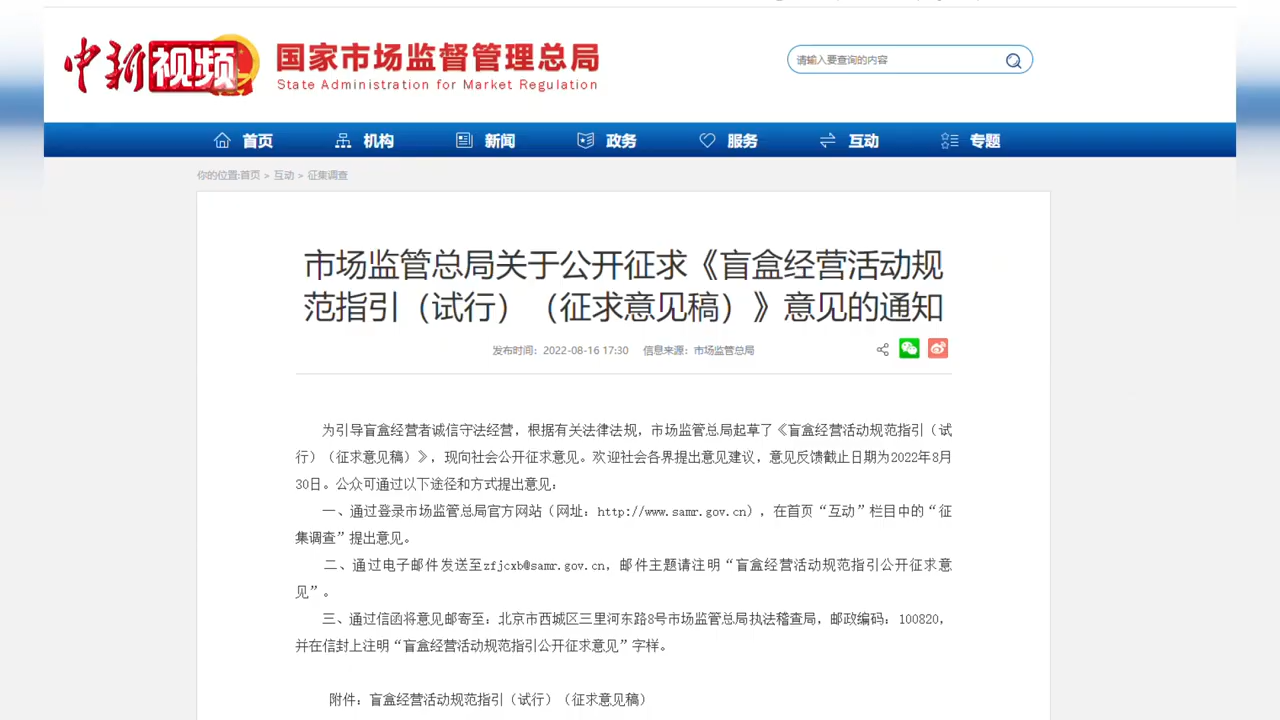 中新视频
国家市场监督管理总局
State Administration for Market Regulation
请输入要查询的内容
首页 机构 新闻 政务 服务 互动 专题
你的位置:首页 > 互动 > 征集调查
市场监管总局关于公开征求《盲盒经营活动规
范指引（试行）（征求意见稿）》意见的通知
发布时间：2022-08-16 17:30 信息来源：市场监管总局
为引导盲盒经营者诚信守法经营，根据有关法律法规，市场监管总局起草了《盲盒经营活动规范指引（试
行）（征求意见稿）》，现向社会公开征求意见。欢迎社会各界提出意见建议，意见反馈截止日期为2022年8月
30日。公众可通过以下途径和方式提出意见：
一、通过登录市场监管总局官方网站（网址：http://www.samr.gov.cn），在首页“互动”栏目中的“征
集调查”提出意见。
二、通过电子邮件发送至zfjcxb@samr.gov.cn，邮件主题请注明“盲盒经营活动规范指引公开征求意
见”。
三、通过信函将意见邮寄至：北京市西城区三里河东路8号市场监管总局执法稽查局，邮政编码：100820，
并在信封上注明“盲盒经营活动规范指引公开征求意见”字样。
附件：盲盒经营活动规范指引（试行）（征求意见稿）